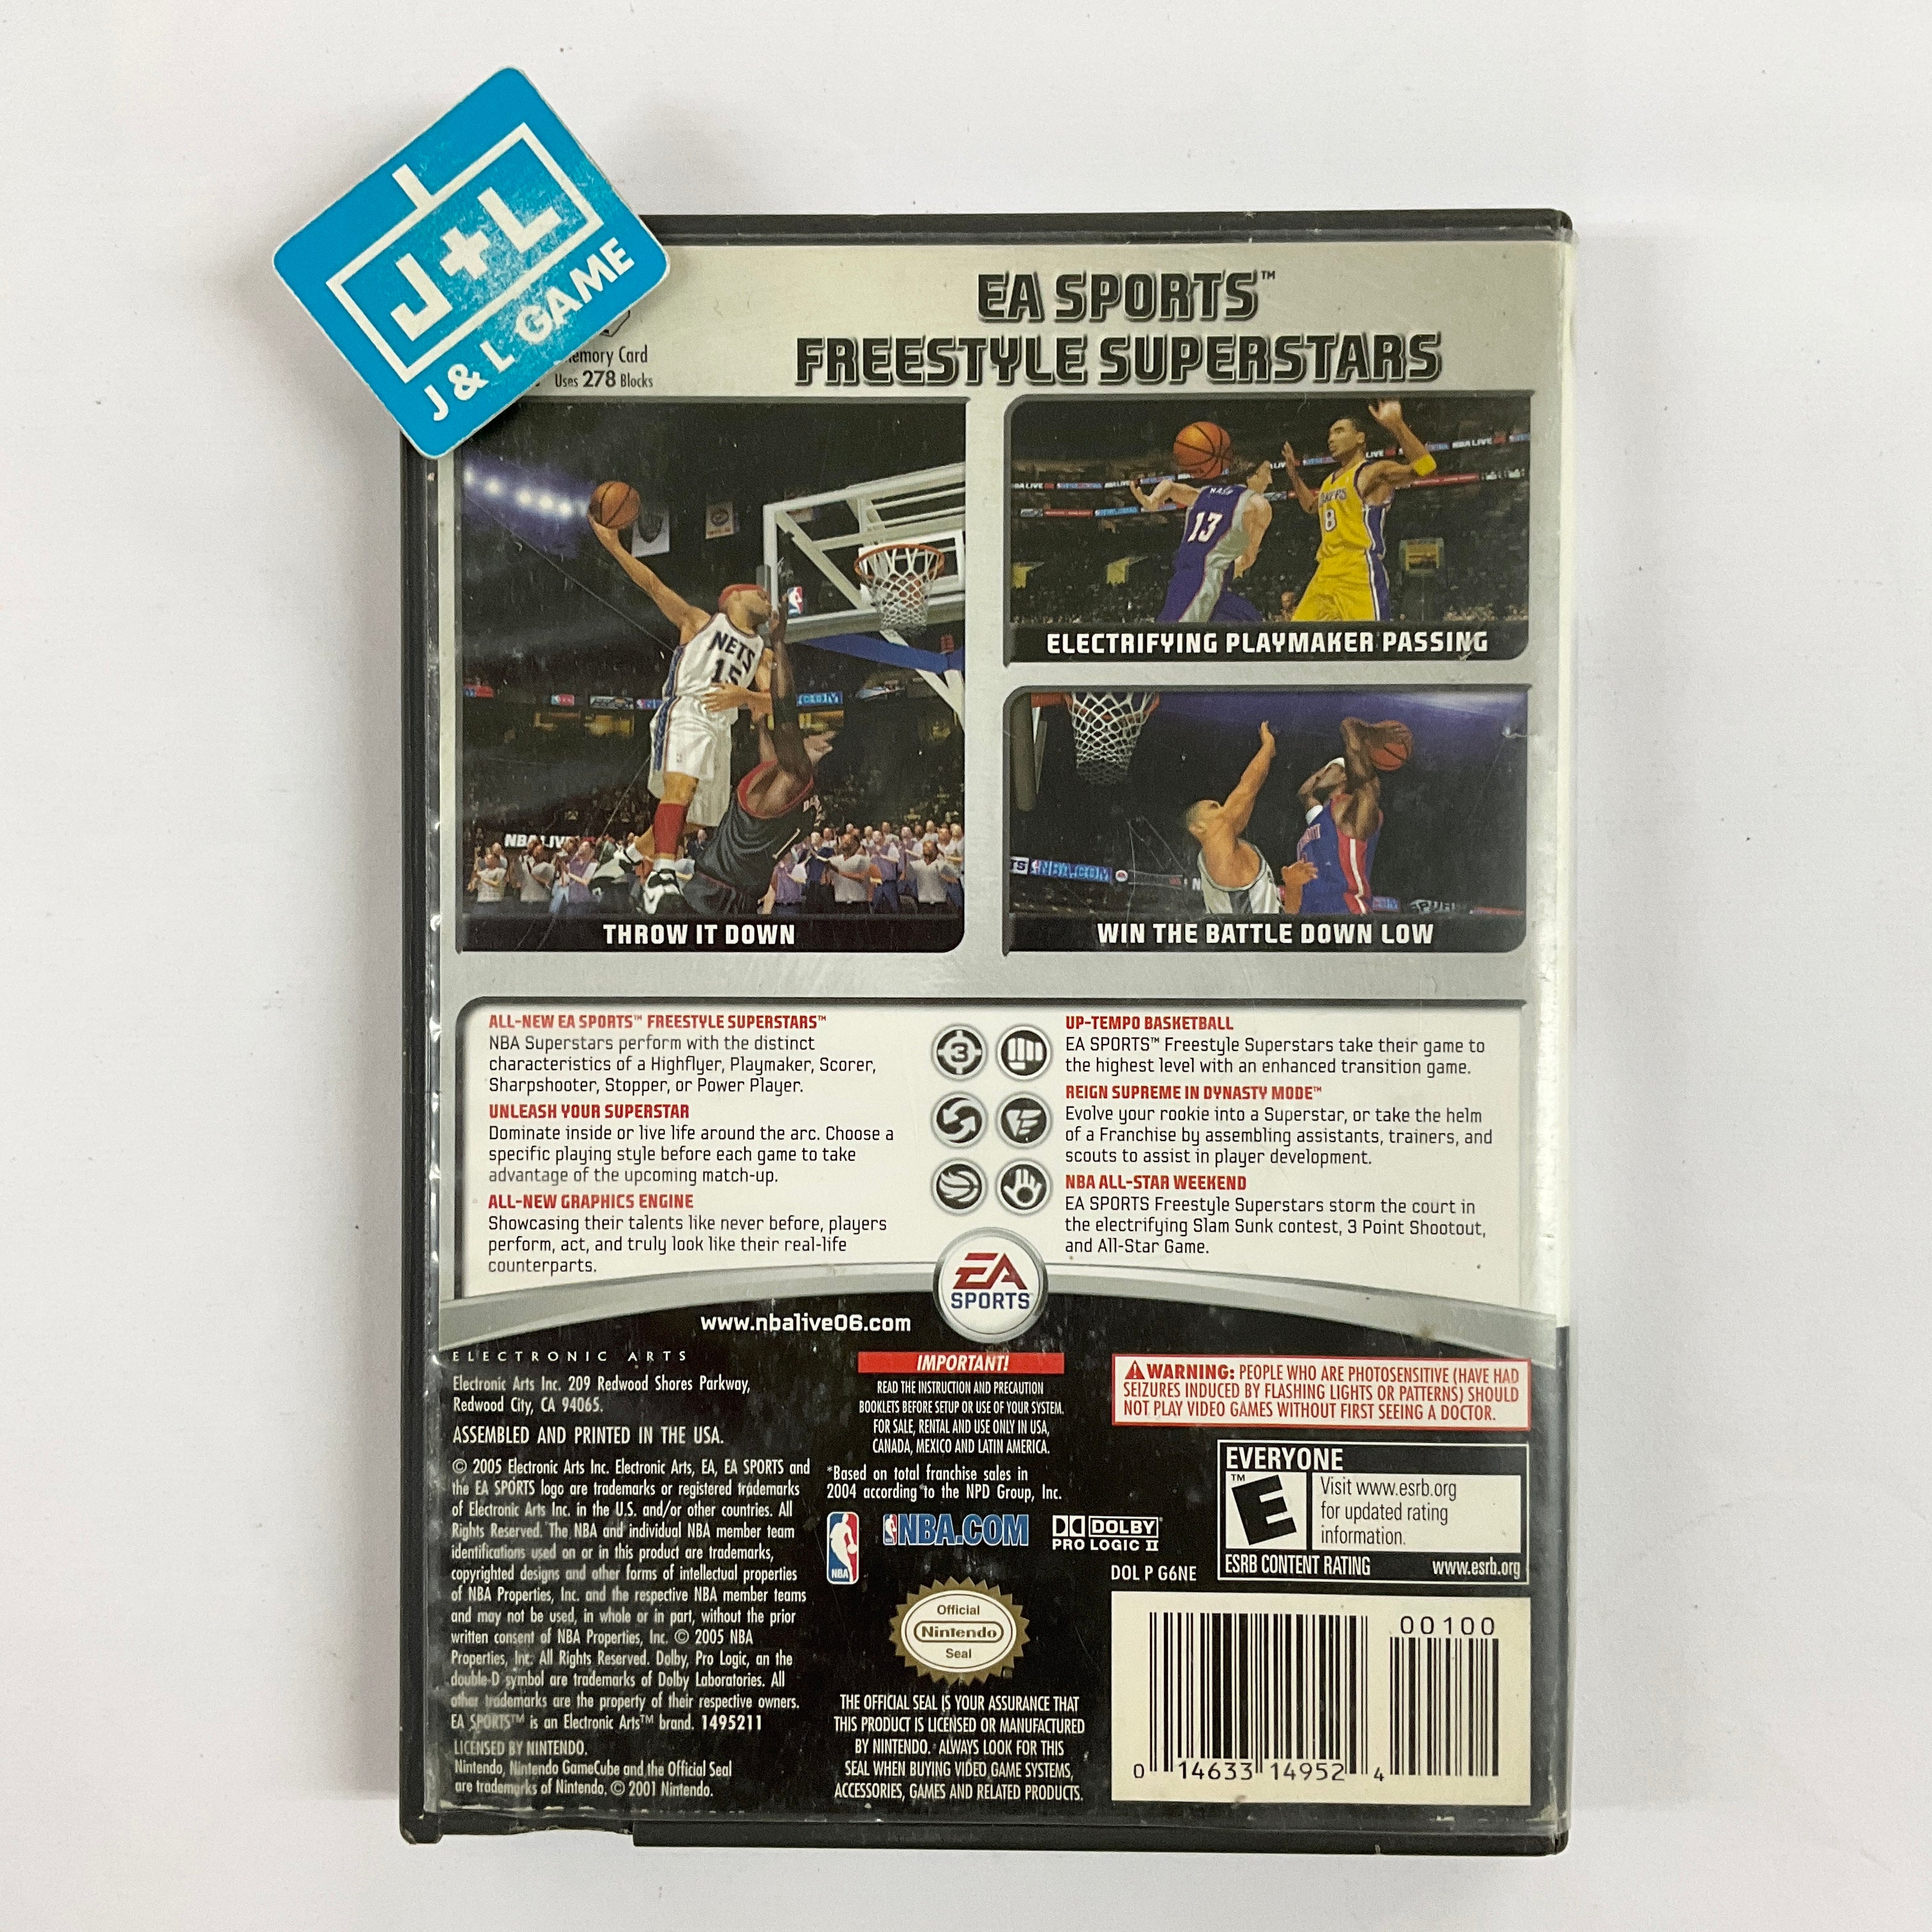 J+L
J & L GAME
EA SPORTS™
FREESTYLE SUPERSTARS
Memory Card
Uses 278 Blocks
NETS
15
NBA LIVE
THROW IT DOWN
NASH
13
8
NBA LIVE
ELECTRIFYING PLAYMAKER PASSING
NBA.COM
WIN THE BATTLE DOWN LOW
ALL-NEW EA SPORTS™ FREESTYLE SUPERSTARS™
NBA Superstars perform with the distinct
characteristics of a Highflyer, Playmaker, Scorer,
Sharpshooter, Stopper, or Power Player.
UNLEASH YOUR SUPERSTAR
Dominate inside or live life around the arc. Choose a
specific playing style before each game to take
advantage of the upcoming match-up.
ALL-NEW GRAPHICS ENGINE
Showcasing their talents like never before, players
perform, act, and truly look like their real-life
counterparts.
3
UP-TEMPO BASKETBALL
EA SPORTS™ Freestyle Superstars take their game to
the highest level with an enhanced transition game.
REIGN SUPREME IN DYNASTY MODE™
Evolve your rookie into a Superstar, or take the helm
of a Franchise by assembling assistants, trainers, and
scouts to assist in player development.
NBA ALL-STAR WEEKEND
EA SPORTS Freestyle Superstars storm the court in
the electrifying Slam Sunk contest, 3 Point Shootout,
and All-Star Game.
EA
SPORTS™
www.nbalive06.com
ELECTRONIC ARTS
Electronic Arts Inc. 209 Redwood Shores Parkway,
Redwood City, CA 94065.
ASSEMBLED AND PRINTED IN THE USA.
© 2005 Electronic Arts Inc. Electronic Arts, EA, EA SPORTS and
the EA SPORTS logo are trademarks or registered trademarks
of Electronic Arts Inc. in the U.S. and/or other countries. All
Rights Reserved. The NBA and individual NBA member team
identifications used on or in this product are trademarks,
copyrighted designs and other forms of intellectual properties
of NBA Properties, Inc. and the respective NBA member teams
and may not be used, in whole or in part, without the prior
written consent of NBA Properties, Inc. © 2005 NBA
Properties, Inc. All Rights Reserved. Dolby, Pro Logic, an the
double-D symbol are trademarks of Dolby Laboratories. All
other trademarks are the property of their respective owners.
EA SPORTS™ is an Electronic Arts™ brand. 1495211
LICENSED BY NINTENDO.
Nintendo, Nintendo GameCube and the Official Seal
are trademarks of Nintendo. © 2001 Nintendo.
IMPORTANT!
READ THE INSTRUCTION AND PRECAUTION
BOOKLETS BEFORE SETUP OR USE OF YOUR SYSTEM.
FOR SALE, RENTAL AND USE ONLY IN USA,
CANADA, MEXICO AND LATIN AMERICA.
*Based on total franchise sales in
2004 according to the NPD Group, Inc.
NBA
NBA.COM
DOLBY
PRO LOGIC II
Official
Nintendo
Seal
THE OFFICIAL SEAL IS YOUR ASSURANCE THAT
THIS PRODUCT IS LICENSED OR MANUFACTURED
BY NINTENDO. ALWAYS LOOK FOR THIS
SEAL WHEN BUYING VIDEO GAME SYSTEMS,
ACCESSORIES, GAMES AND RELATED PRODUCTS.
WARNING: PEOPLE WHO ARE PHOTOSENSITIVE (HAVE HAD
SEIZURES INDUCED BY FLASHING LIGHTS OR PATTERNS) SHOULD
NOT PLAY VIDEO GAMES WITHOUT FIRST SEEING A DOCTOR.
EVERYONE
E™
Visit www.esrb.org
for updated rating
information.
ESRB CONTENT RATING www.esrb.org
DOL P G6NE
00100
0 14633 14952 4